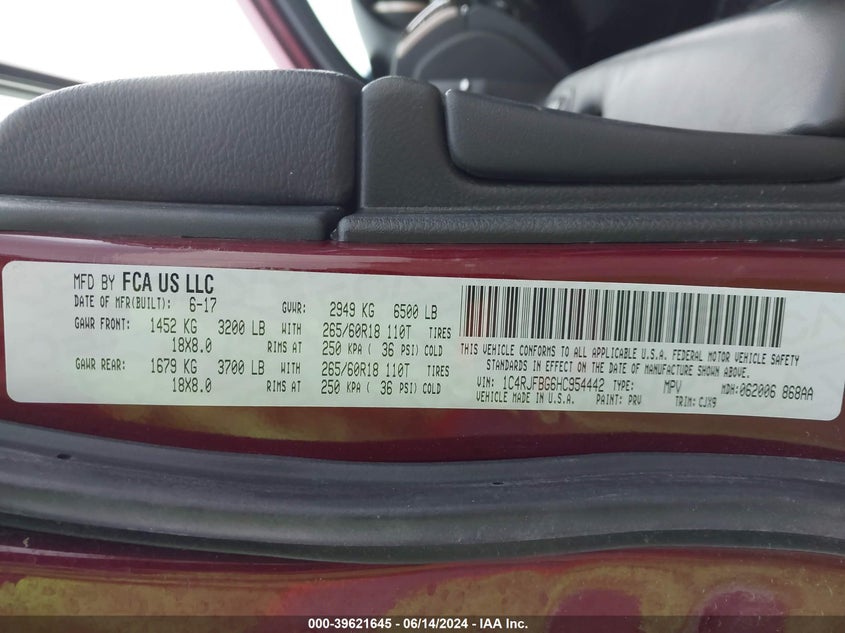 MFD BY FCA US LLC
DATE OF MFR(BUILT): 6-17 GVWR: 2949 KG 6500 LB
GAWR FRONT: 1452 KG 3200 LB WITH 265/60R18 110T TIRES
18X8.0 RIMS AT 250 KPA ( 36 PSI) COLD
GAWR REAR: 1679 KG 3700 LB WITH 265/60R18 110T TIRES
18X8.0 RIMS AT 250 KPA ( 36 PSI) COLD
THIS VEHICLE CONFORMS TO ALL APPLICABLE U.S.A. FEDERAL MOTOR VEHICLE SAFETY
STANDARDS IN EFFECT ON THE DATE OF MANUFACTURE SHOWN ABOVE.
VIN: 1C4RJFBG6HC954442 TYPE: MPV MDH:062006 868AA
VEHICLE MADE IN U.S.A. PAINT: PRV TRIM: CJX9
000-39621645 - 06/14/2024 - IAA Inc.